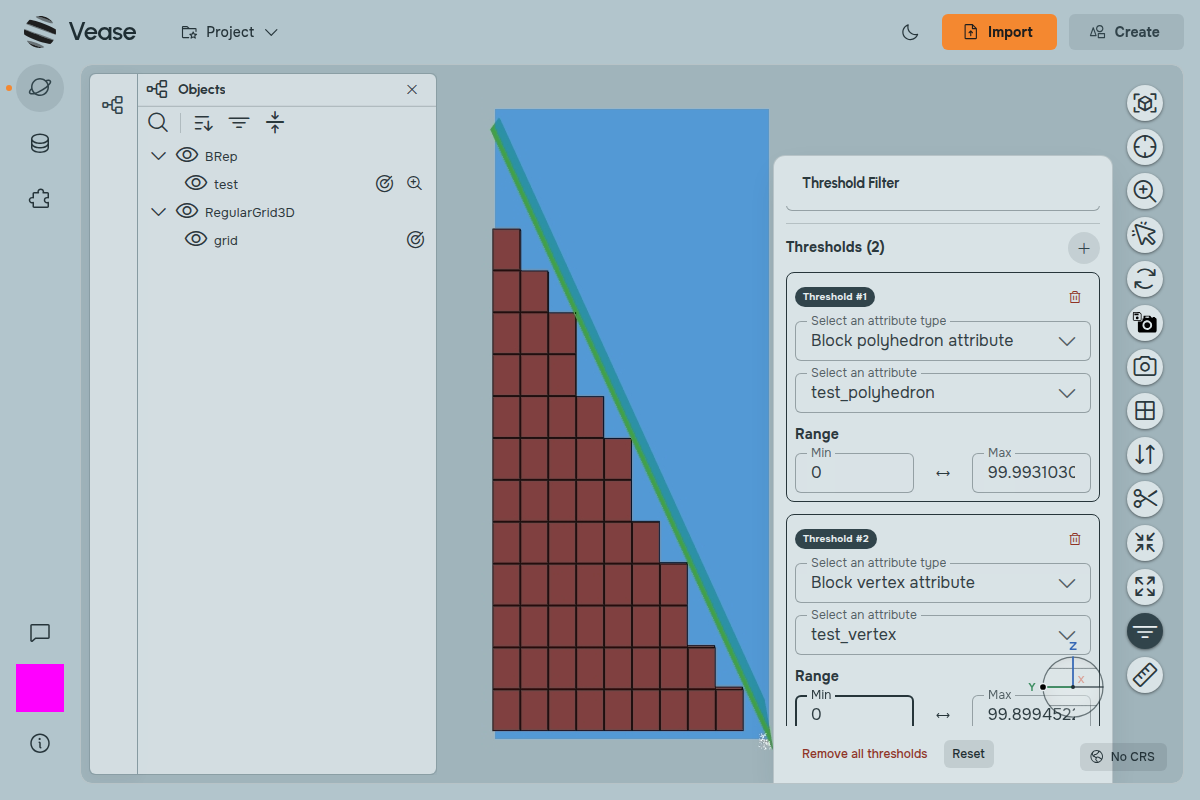 Vease
Project
Import
Create
Objects
BRep
test
RegularGrid3D
grid
Threshold Filter
Thresholds (2)
Threshold #1
Select an attribute type
Block polyhedron attribute
Select an attribute
test_polyhedron
Range
Min
Max
0
99.9931030
Threshold #2
Select an attribute type
Block vertex attribute
Select an attribute
test_vertex
Range
Min
Max
0
99.8994522
Z
Y
X
Remove all thresholds
Reset
No CRS